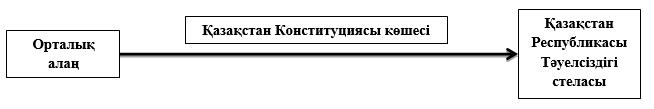 Орталық
алаң
Қазақстан Конституциясы көшесі
Қазақстан
Республикасы
Тәуелсіздігі
стеласы